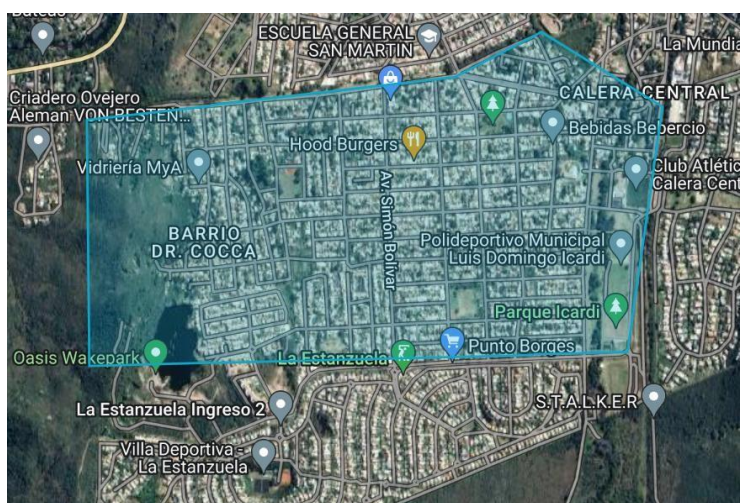 Bateas
ESCUELA GENERAL
SAN MARTIN
La Mundia
Criadero Ovejero
Aleman VON BESTEN...
CALERA CENTRAL
Bebidas Bebercio
Hood Burgers
Vidriería MyA
Club Atlétic
Calera Cent
Av. Simón Bolívar
BARRIO
DR. COCCA
Polideportivo Municipal
Luis Domingo Icardi
Parque Icardi
Oasis Wakepark
La Estanzuela
Punto Borges
La Estanzuela Ingreso 2
S.T.A.L.K.E.R
Villa Deportiva -
La Estanzuela